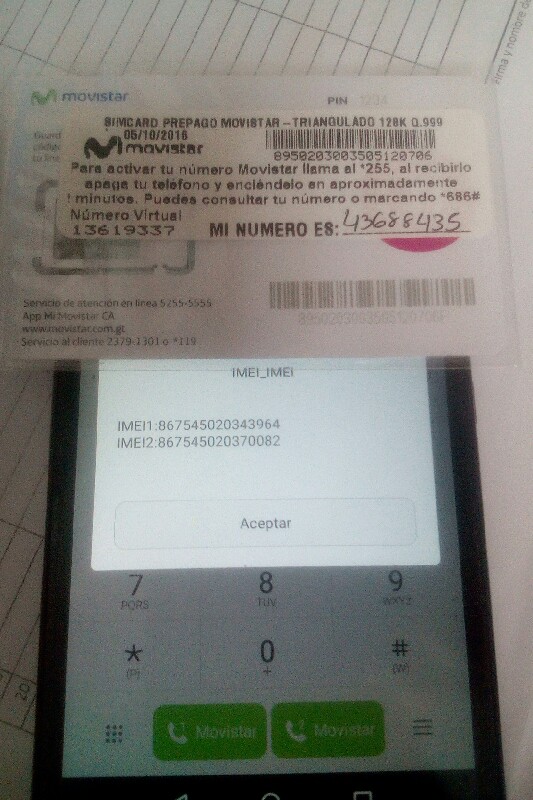 firma y nombre de
movistar
PIN 1234
SIMCARD PREPAGO MOVISTAR -TRIANGULADO 128K Q.999
05/10/2016
movistar
8950203003505120706
Para activar tu número Movistar llama al *255, al recibirlo
apaga tu teléfono y enciéndelo en aproximadamente
! minutos. Puedes consultar tu número o marcando *686#
Número Virtual
13619337 MI NUMERO ES: 43688435
Servicio de atención en línea 5255-5555
App Mi Movistar CA
www.movistar.com.gt
Servicio al cliente 2379-1301 o *119
IMEI_IMEI
IMEI1:867545020343964
IMEI2:867545020370082
Aceptar
7 8 9
PQRS TUV WXYZ
* 0 #
(P) + (W)
1 Movistar 2 Movistar
20